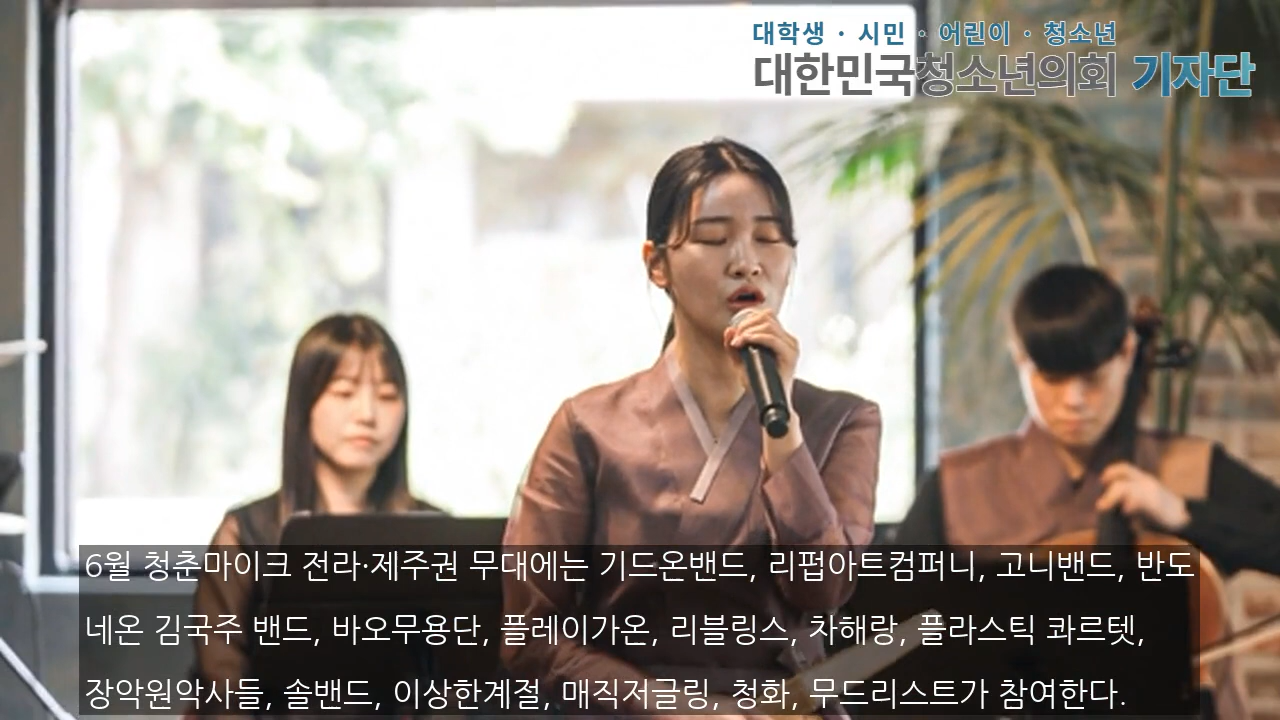 대학생 · 시민 · 어린이 · 청소년
대한민국청소년의회 기자단
6월 청춘마이크 전라·제주권 무대에는 기드온밴드, 리펍아트컴퍼니, 고니밴드, 반도
네온 김국주 밴드, 바오무용단, 플레이가온, 리블링스, 차해랑, 플라스틱 콰르텟,
장악원악사들, 솔밴드, 이상한계절, 매직저글링, 청화, 무드리스트가 참여한다.